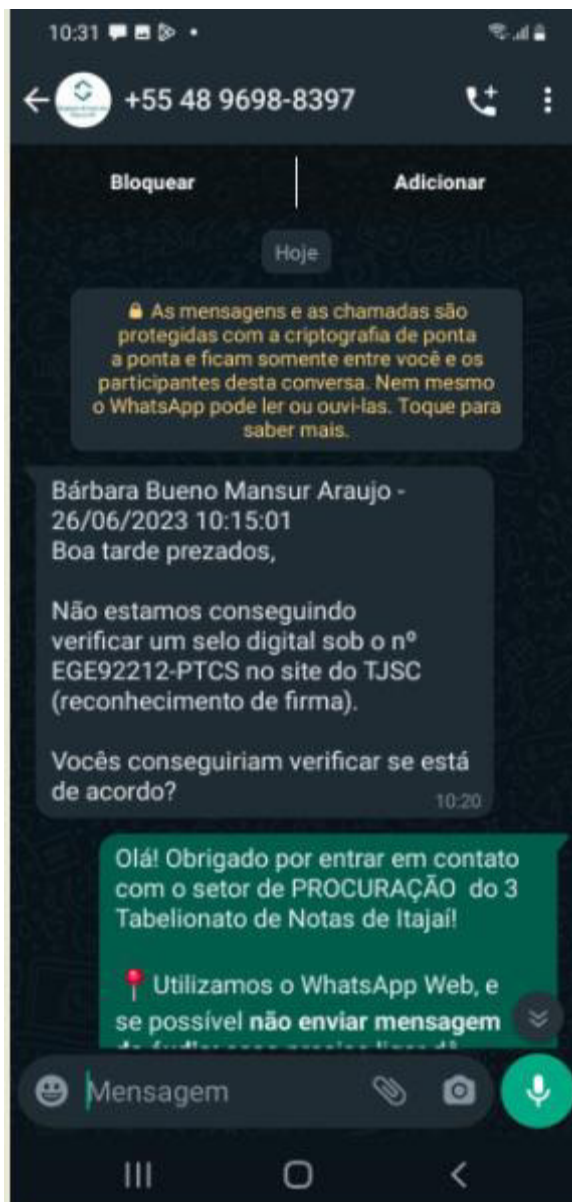 10:31
+55 48 9698-8397
Bloquear
Adicionar
Hoje
As mensagens e as chamadas são
protegidas com a criptografia de ponta
a ponta e ficam somente entre você e os
participantes desta conversa. Nem mesmo
o WhatsApp pode ler ou ouvi-las. Toque para
saber mais.
Bárbara Bueno Mansur Araujo -
26/06/2023 10:15:01
Boa tarde prezados,
Não estamos conseguindo
verificar um selo digital sob o nº
EGE92212-PTCS no site do TJSC
(reconhecimento de firma).
Vocês conseguiriam verificar se está
de acordo?
10:20
Olá! Obrigado por entrar em contato
com o setor de PROCURAÇÃO do 3
Tabelionato de Notas de Itajaí!
📍 Utilizamos o WhatsApp Web, e
se possível não enviar mensagem
Mensagem